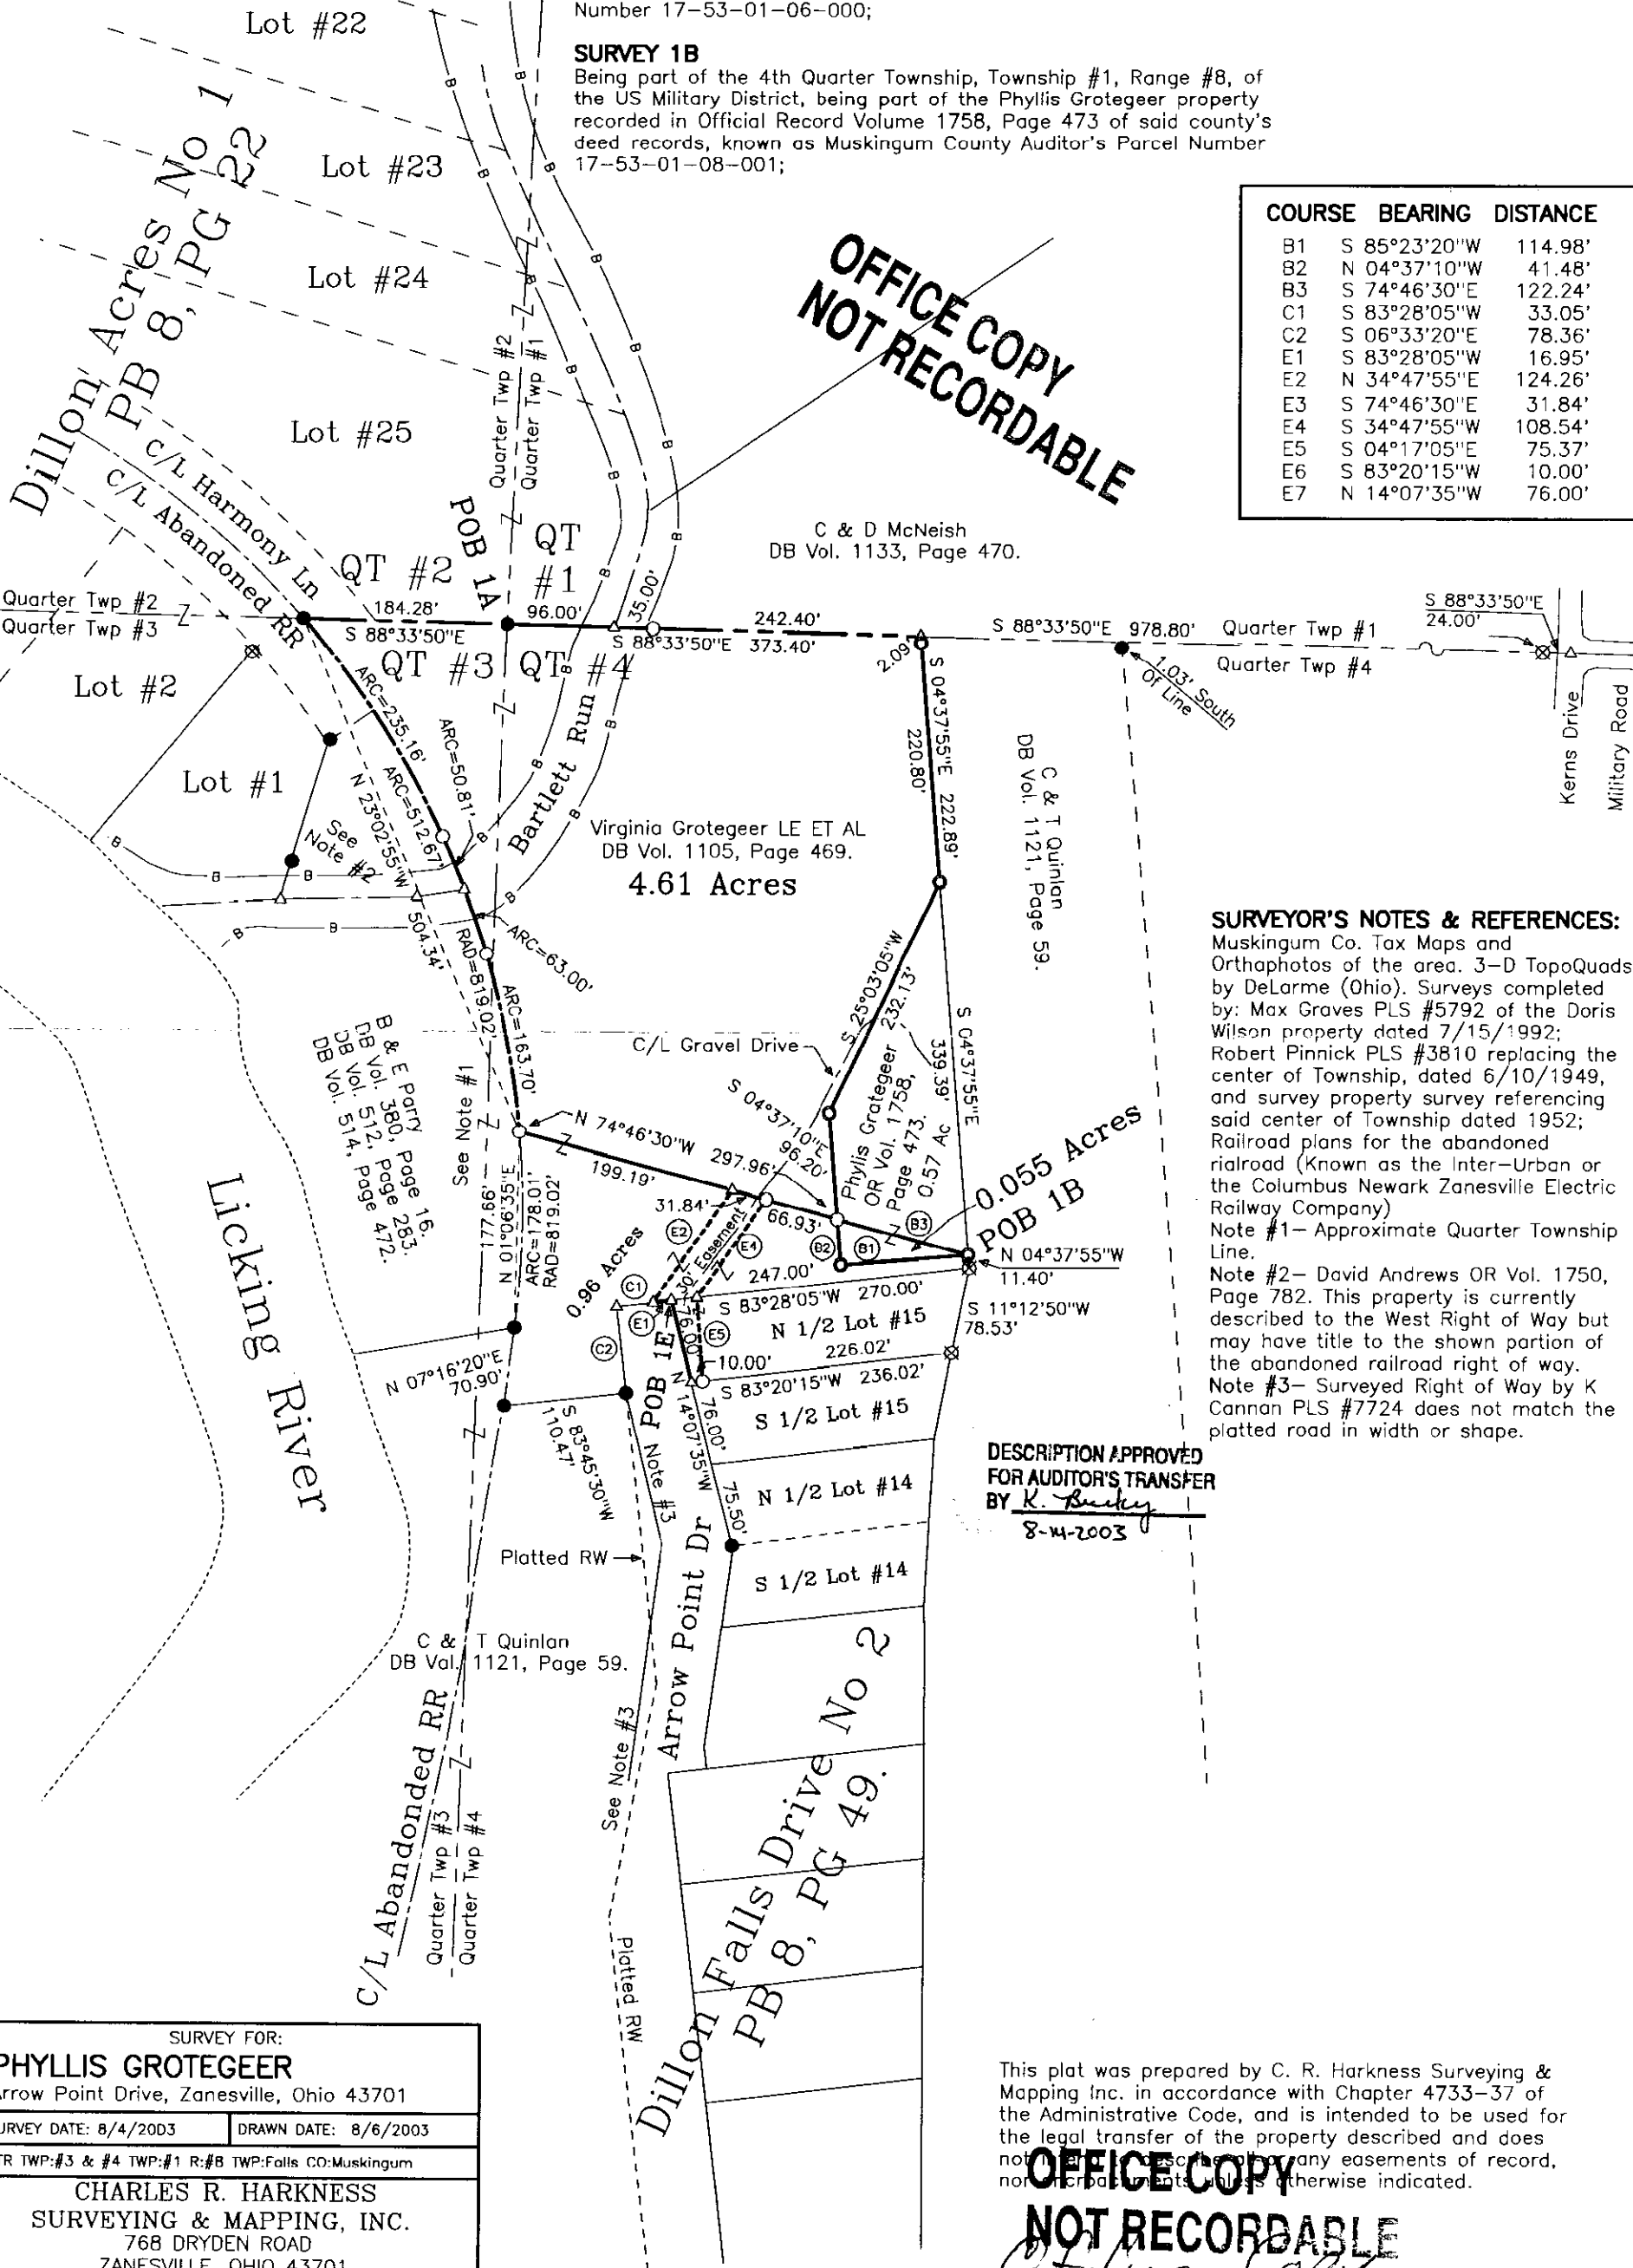 Number 17-53-01-06-000;
SURVEY 1B
Being part of the 4th Quarter Township, Township #1, Range #8, of
the US Military District, being part of the Phyllis Grotegeer property
recorded in Official Record Volume 1758, Page 473 of said county's
deed records, known as Muskingum County Auditor's Parcel Number
17-53-01-08-001;
Lot #22
Lot #23
Lot #24
Lot #25
Dillon Acres No 1
PB 8, PG 22
OFFICE COPY
NOT RECORDABLE
COURSE BEARING DISTANCE
B1 S 85°23'20"W 114.98'
B2 N 04°37'10"W 41.48'
B3 S 74°46'30"E 122.24'
C1 S 83°28'05"W 33.05'
C2 S 06°33'20"E 78.36'
E1 S 83°28'05"W 16.95'
E2 N 34°47'55"E 124.26'
E3 S 74°46'30"E 31.84'
E4 S 34°47'55"W 108.54'
E5 S 04°17'05"E 75.37'
E6 S 83°20'15"W 10.00'
E7 N 14°07'35"W 76.00'
Quarter Twp #2
Quarter Twp #1
C/L Harmony Ln
C/L Abandoned RR
POB 1A
QT #2
QT
#1
C & D McNeish
DB Vol. 1133, Page 470.
Quarter Twp #2
Quarter Twp #3
184.28'
S 88°33'50"E
96.00'
35.00'
242.40'
S 88°33'50"E 373.40'
S 88°33'50"E 978.80' Quarter Twp #1
Quarter Twp #4
S 88°33'50"E
24.00'
QT #3
QT #4
2.09'
1.03' South
Of Line
Kerns Drive
Military Road
Lot #2
Lot #1
See
Note #2
ARC=235.16'
ARC=512.67'
ARC=50.81'
N 23°02'55"W
504.34'
RAD=819.02'
ARC=63.00'
ARC=163.70'
Bartlett Run
S 04°37'55"E 222.89'
220.80'
C & T Quinlan
DB Vol. 1121, Page 59.
Virginia Grotegeer LE ET AL
DB Vol. 1105, Page 469.
4.61 Acres
SURVEYOR'S NOTES & REFERENCES:
Muskingum Co. Tax Maps and
Orthaphotos of the area. 3-D TopoQuads
by DeLarme (Ohio). Surveys completed
by: Max Graves PLS #5792 of the Doris
Wilson property dated 7/15/1992;
Robert Pinnick PLS #3810 replacing the
center of Township, dated 6/10/1949,
and survey property survey referencing
said center of Township dated 1952;
Railroad plans for the abandoned
rialroad (Known as the Inter-Urban or
the Columbus Newark Zanesville Electric
Railway Company)
Note #1- Approximate Quarter Township
Line.
Note #2- David Andrews OR Vol. 1750,
Page 782. This property is currently
described to the West Right of Way but
may have title to the shown partion of
the abandoned railroad right of way.
Note #3- Surveyed Right of Way by K
Cannan PLS #7724 daes not match the
platted road in width or shape.
S 25°03'05"W
232.13'
C/L Gravel Drive
S 04°37'55"E
339.39'
B & E Parry
DB Vol. 380, Page 16.
DB Vol. 512, Page 283.
DB Vol. 514, Page 472.
See Note #1
177.66'
N 01°06'35"E
ARC=178.01'
RAD=819.02'
N 74°46'30"W 297.96'
199.19'
S 04°37'10"E
96.20'
Phylis Grategeer
OR Vol. 1758,
Page 473.
0.57 Ac
0.055 Acres
POB 1B
31.84'
66.93'
B3
B2
B1
E2
E4
30' Easement
0.96 Acres
N 04°37'55"W
11.40'
247.00'
S 83°28'05"W 270.00'
C1
E1
E5
C2
76.00'
N 1/2 Lot #15
S 11°12'50"W
78.53'
226.02'
10.00'
S 83°20'15"W 236.02'
POB 1E
Licking River
N 07°16'20"E
70.90'
S 83°45'30"W
110.47'
Note #3
N 14°07'35"W
76.00'
75.50'
S 1/2 Lot #15
N 1/2 Lot #14
S 1/2 Lot #14
DESCRIPTION APPROVED
FOR AUDITOR'S TRANSFER
BY K.
8-14-2003
Platted RW
Arrow Point Dr
C & T Quinlan
DB Val. 1121, Page 59.
See Note #3
C/L Abandonded RR
Quarter Twp #3
Quarter Twp #4
Platted RW
Dillon Falls Drive No 2
PB 8, PG 49.
SURVEY FOR:
PHYLLIS GROTEGEER
rrow Point Drive, Zanesville, Ohio 43701
URVEY DATE: 8/4/20D3 DRAWN DATE: 8/6/2003
TR TWP:#3 & #4 TWP:#1 R:#8 TWP:Falls CO:Muskingum
CHARLES R. HARKNESS
SURVEYING & MAPPING, INC.
768 DRYDEN ROAD
ZANESVILLE, OHIO 43701
This plat was prepared by C. R. Harkness Surveying &
Mapping Inc. in accordance with Chapter 4733-37 of
the Administrative Code, and is intended to be used for
the legal transfer of the property described and does
any easements of record,
otherwise indicated.
OFFICE COPY
NOT RECORDABLE